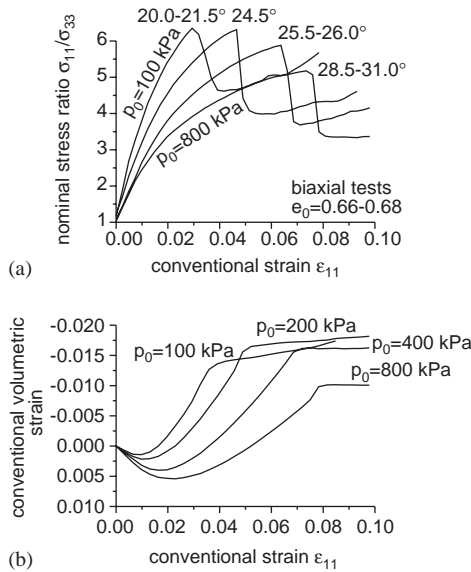 nominal stress ratio σ11/σ33
6
5
4
3
2
1
20.0-21.5° 24.5°
25.5-26.0°
28.5-31.0°
p0=100 kPa
p0=800 kPa
biaxial tests
e0=0.66-0.68
0.00 0.02 0.04 0.06 0.08 0.10
(a)
conventional strain ε11
conventional volumetric
strain
-0.020
-0.015
-0.010
0.000
0.005
0.010
p0=200 kPa
p0=100 kPa
p0=400 kPa
p0=800 kPa
0.00 0.02 0.04 0.06 0.08 0.10
(b)
conventional strain ε11